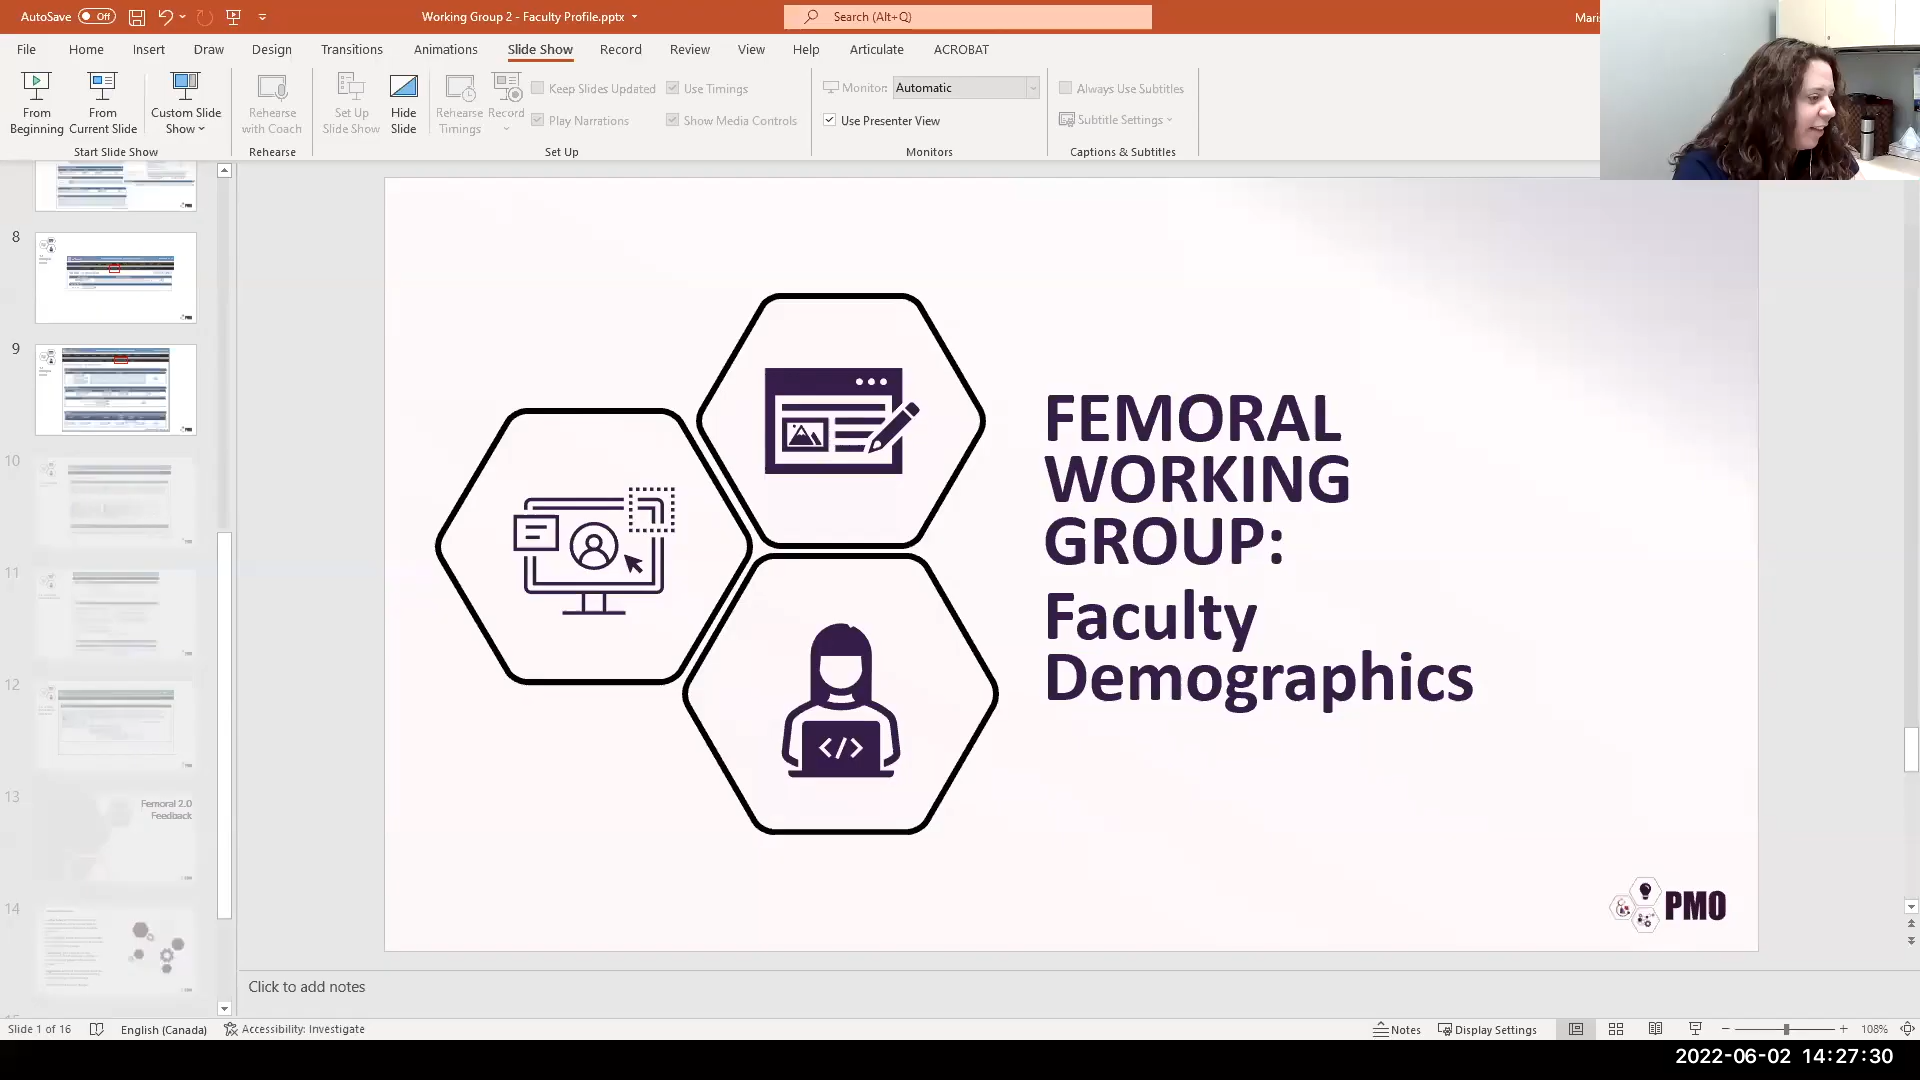 AutoSave Off Working Group 2 - Faculty Profile.pptx Search (Alt+Q)
File Home Insert Draw Design Transitions Animations Slide Show Record Review View Help Articulate ACROBAT
From Beginning
From Current Slide
Custom Slide Show
Start Slide Show
Rehearse with Coach
Rehearse
Set Up Slide Show
Hide Slide
Rehearse Timings
Record
Keep Slides Updated
Play Narrations
Use Timings
Show Media Controls
Set Up
Monitor: Automatic
Use Presenter View
Monitors
Always Use Subtitles
Subtitle Settings
Captions & Subtitles
8
9
10
11
12
13
Femoral 2.0
Feedback
14
FEMORAL
WORKING
GROUP:
Faculty
Demographics
PMO
Click to add notes
Slide 1 of 16 English (Canada) Accessibility: Investigate Notes Display Settings 108%
2022-06-02 14:27:30